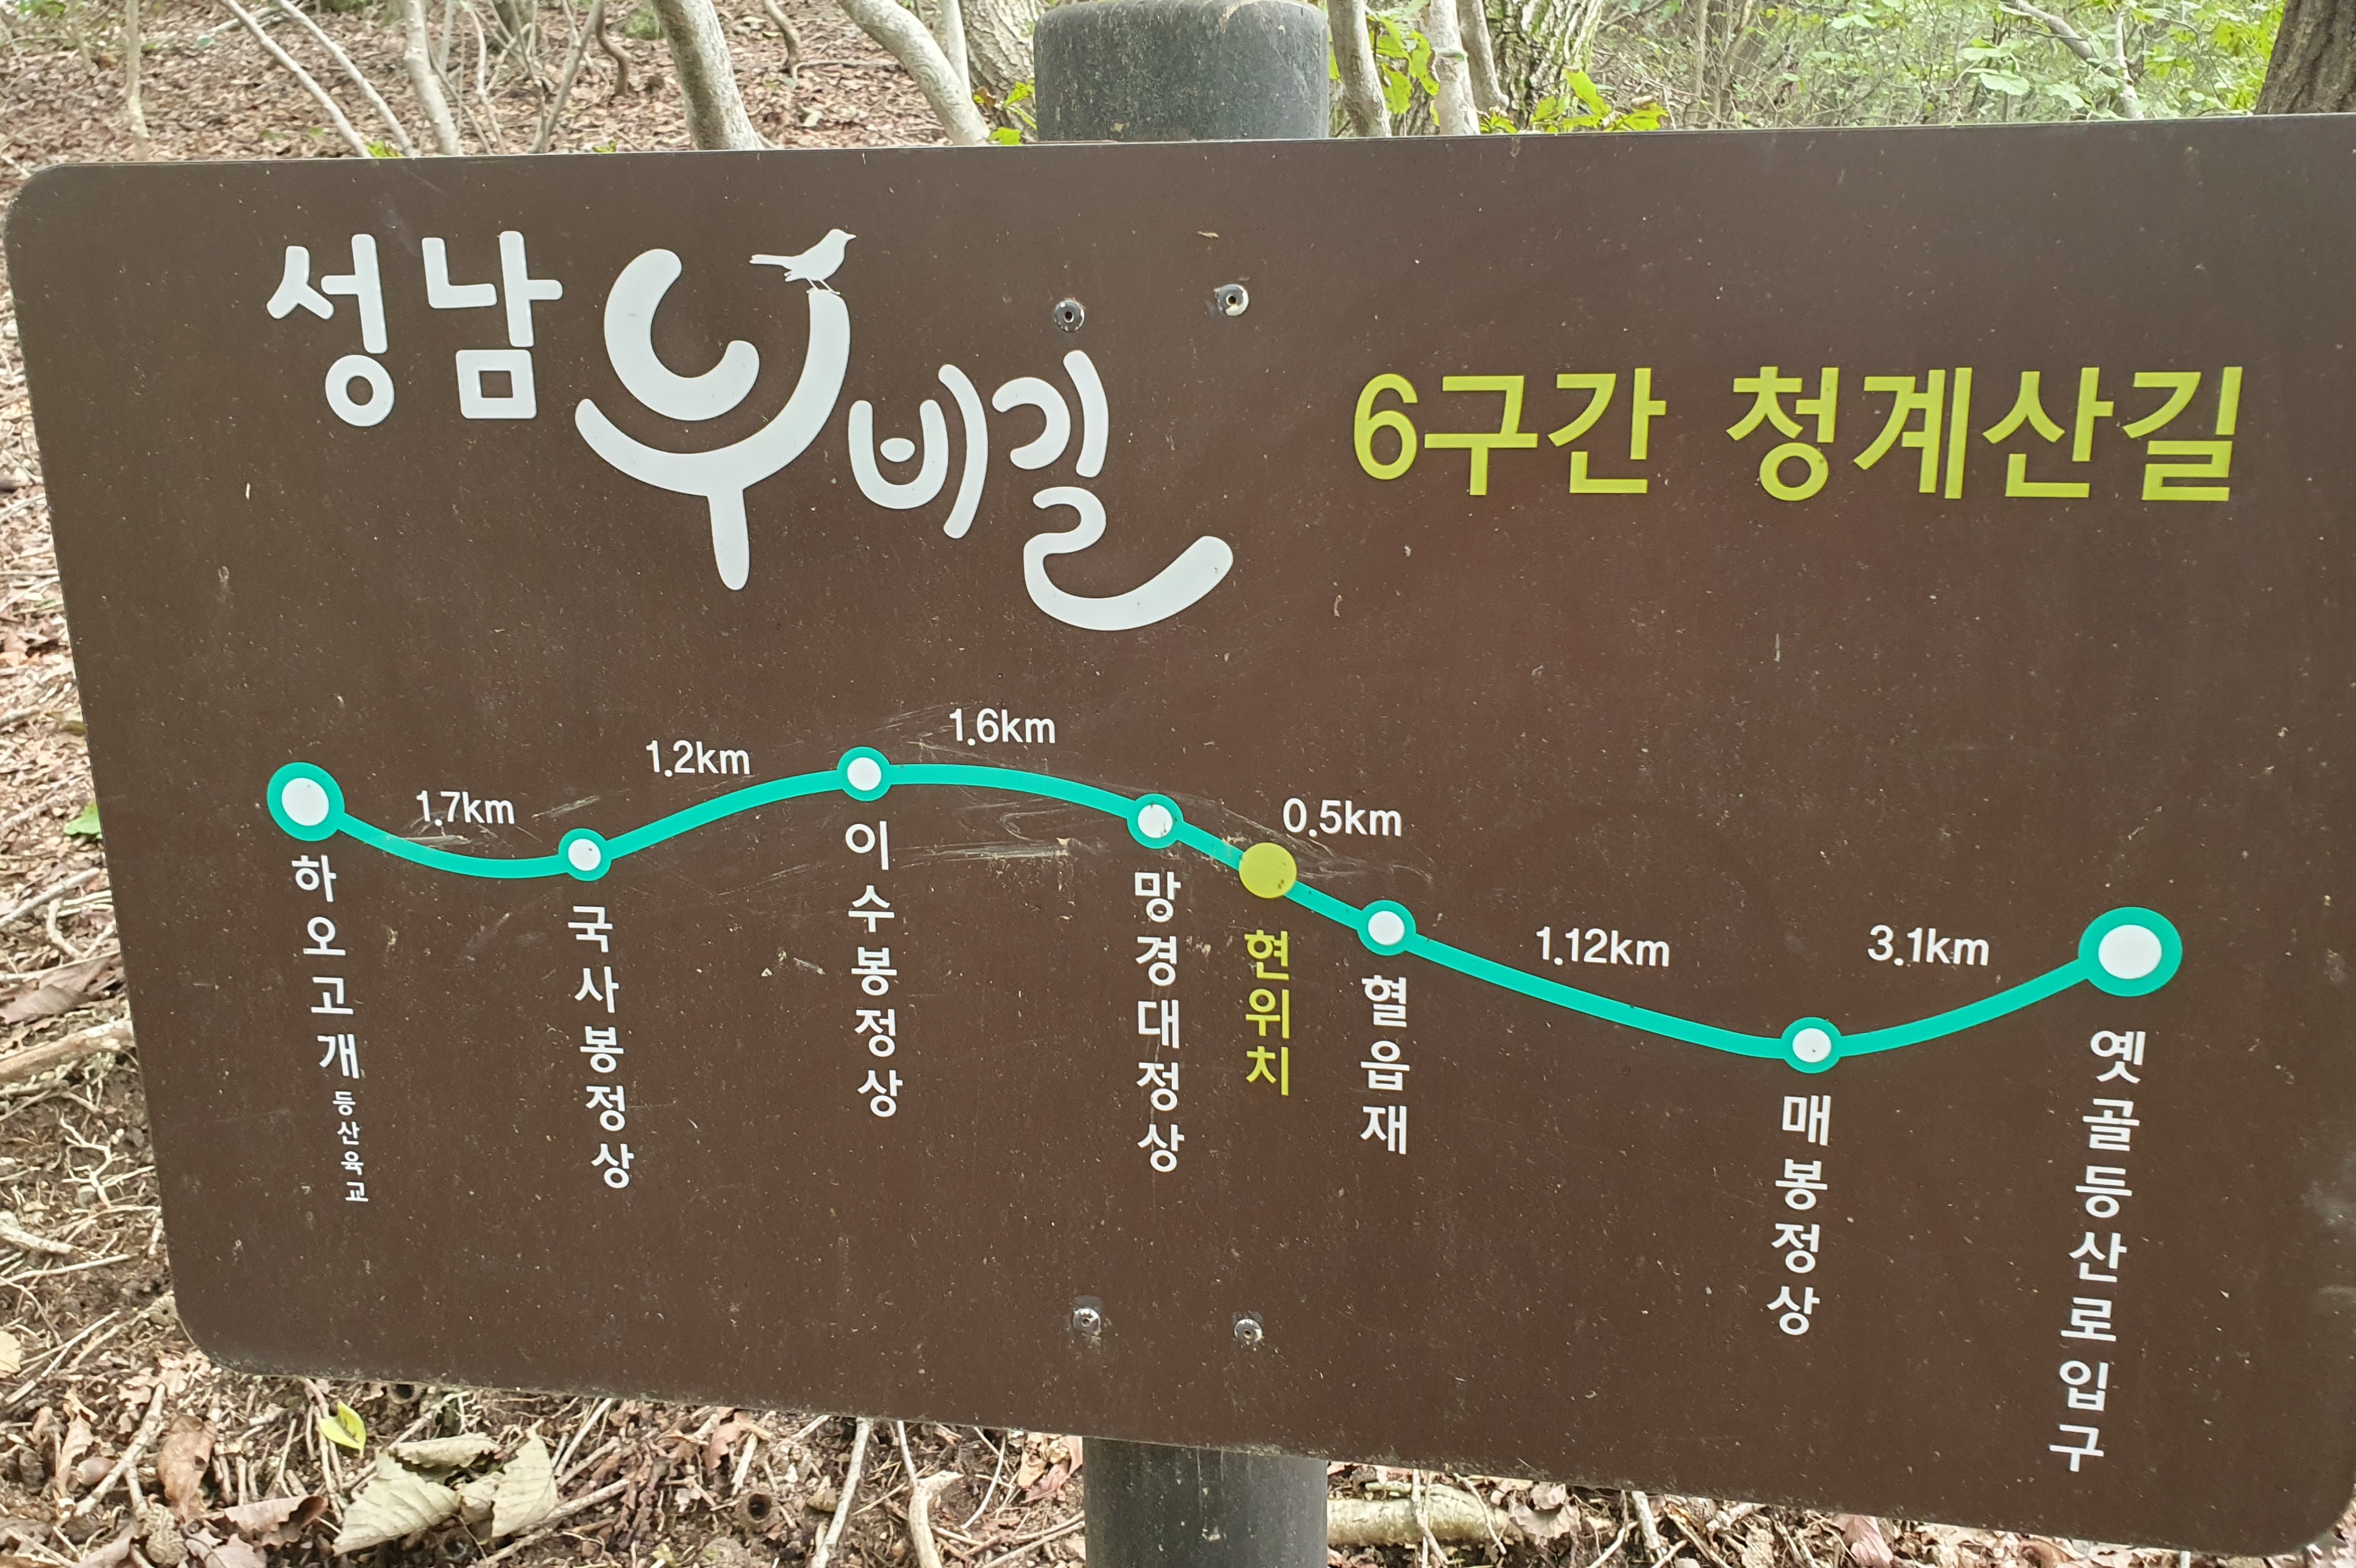 성남누비길
6구간 청계산길
1.7km
1.2km
1.6km
0.5km
1.12km
3.1km
하오고개 등산육교
국사봉정상
이수봉정상
망경대정상
현위치
혈읍재
매봉정상
옛골등산로입구